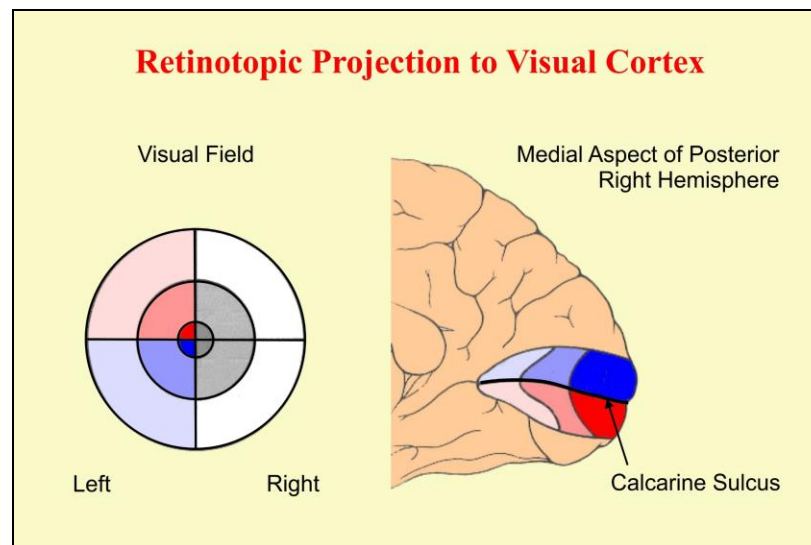 Retinotopic Projection to Visual Cortex
Visual Field
Medial Aspect of Posterior
Right Hemisphere
Left
Right
Calcarine Sulcus